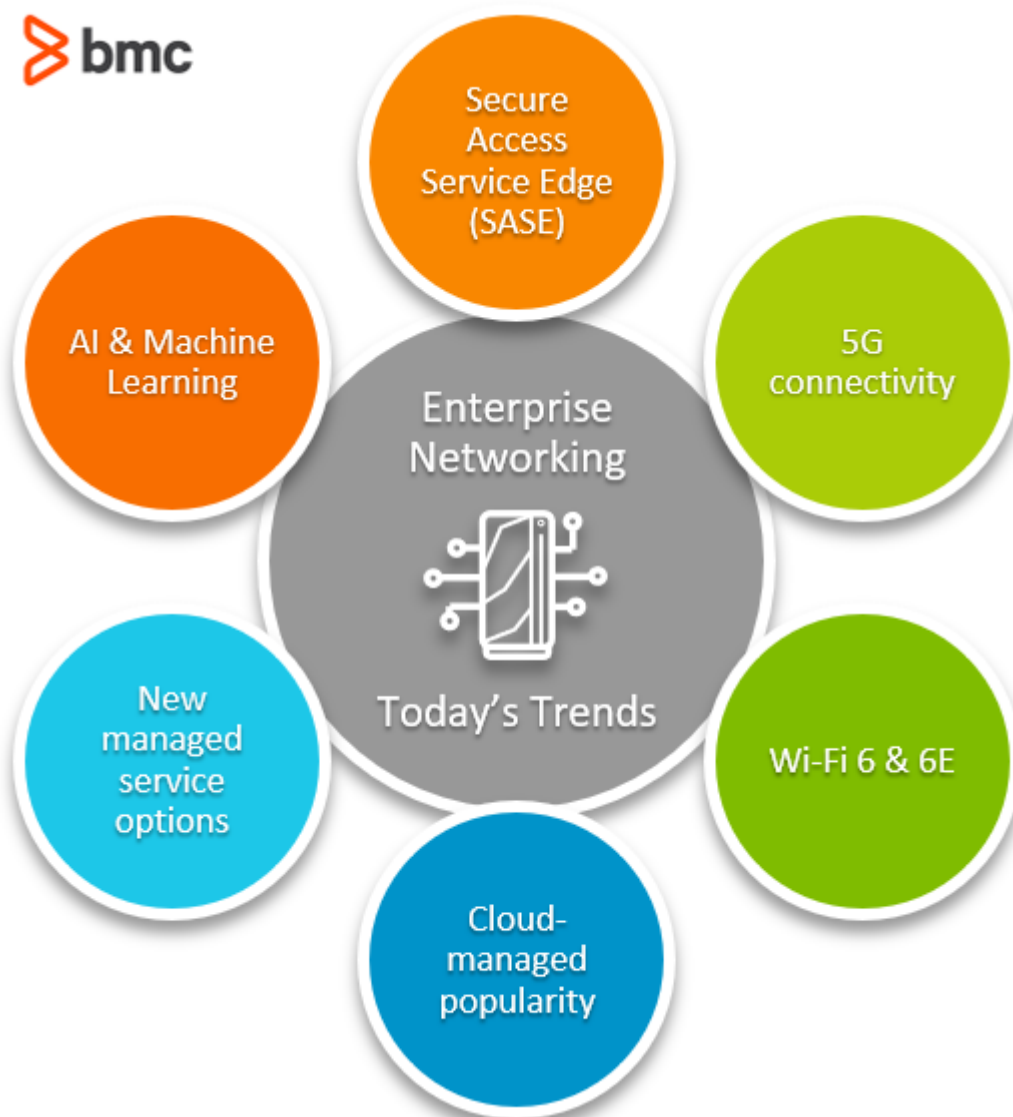 bmc
Secure
Access
Service Edge
(SASE)
5G
connectivity
Wi-Fi 6 & 6E
Cloud-
managed
popularity
New
managed
service
options
AI & Machine
Learning
Enterprise
Networking
Today's Trends